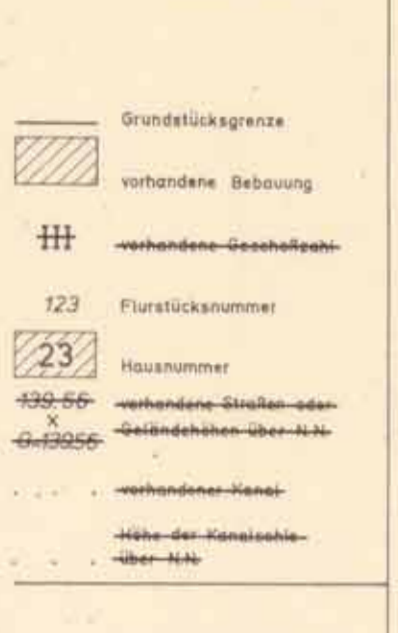 Grundstücksgrenze
vorhandene Bebauung
III vorhandene Geschoßzahl
123 Flurstücksnummer
23 Hausnummer
139.56 vorhandene Straßen oder
x
Geländehöhen über N.N.
vorhandener Kanal
Höhe der Kanalsohle
über N.N.